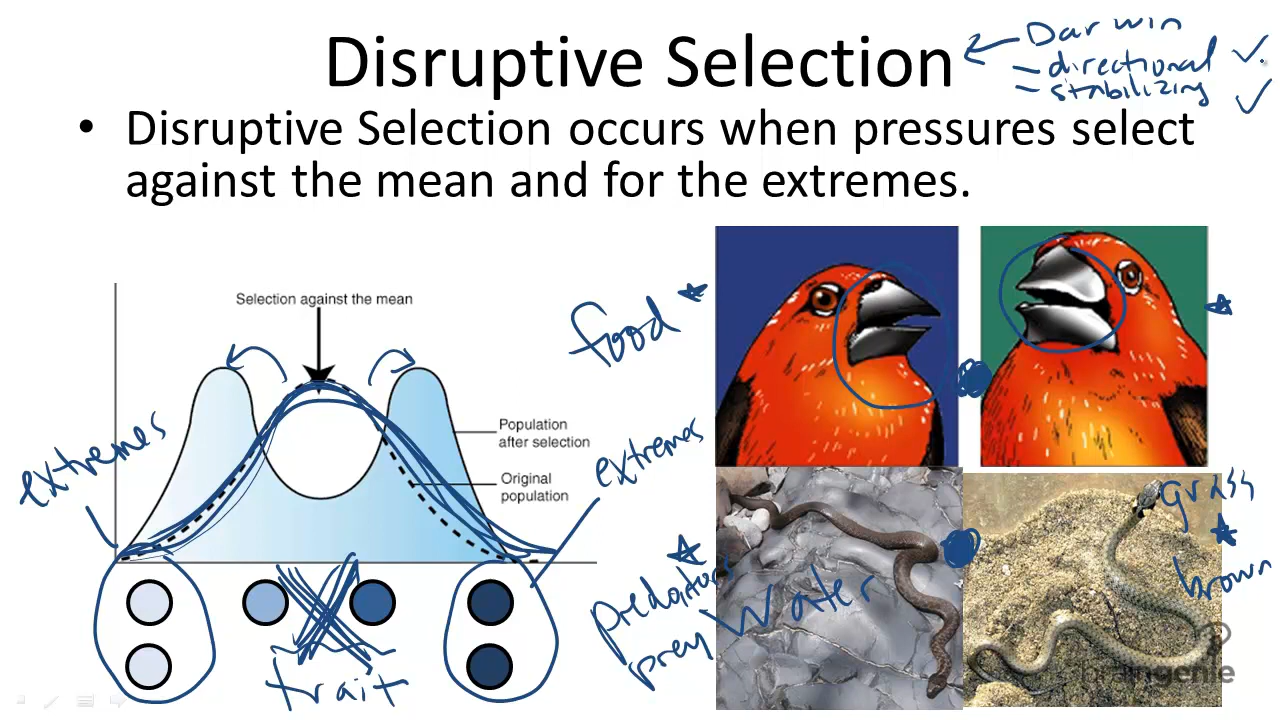 Disruptive Selection
Darwin
- directional ✓
- stabilizing ✓
• Disruptive Selection occurs when pressures select
against the mean and for the extremes.
Selection against the mean
Population
after selection
Original
population
extremes
extremes
trait
food
predators
prey
water
grass
brown
braingenie